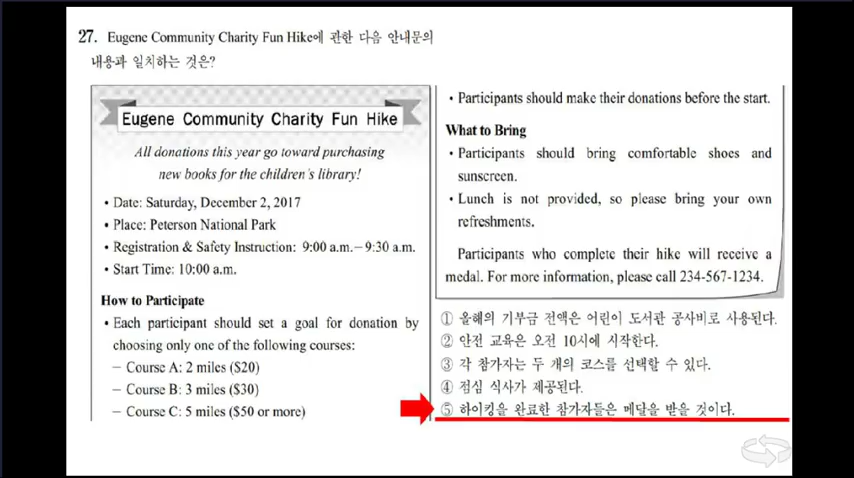 27. Eugene Community Charity Fun Hike에 관한 다음 안내문의
내용과 일치하는 것은?
Eugene Community Charity Fun Hike
All donations this year go toward purchasing
new books for the children's library!
• Date: Saturday, December 2, 2017
• Place: Peterson National Park
• Registration & Safety Instruction: 9:00 a.m.－9:30 a.m.
• Start Time: 10:00 a.m.
How to Participate
• Each participant should set a goal for donation by
choosing only one of the following courses:
－ Course A: 2 miles ($20)
－ Course B: 3 miles ($30)
－ Course C: 5 miles ($50 or more)
• Participants should make their donations before the start.
What to Bring
• Participants should bring comfortable shoes and
sunscreen.
• Lunch is not provided, so please bring your own
refreshments.
Participants who complete their hike will receive a
medal. For more information, please call 234-567-1234.
① 올해의 기부금 전액은 어린이 도서관 공사비로 사용된다.
② 안전 교육은 오전 10시에 시작한다.
③ 각 참가자는 두 개의 코스를 선택할 수 있다.
④ 점심 식사가 제공된다.
⑤ 하이킹을 완료한 참가자들은 메달을 받을 것이다.